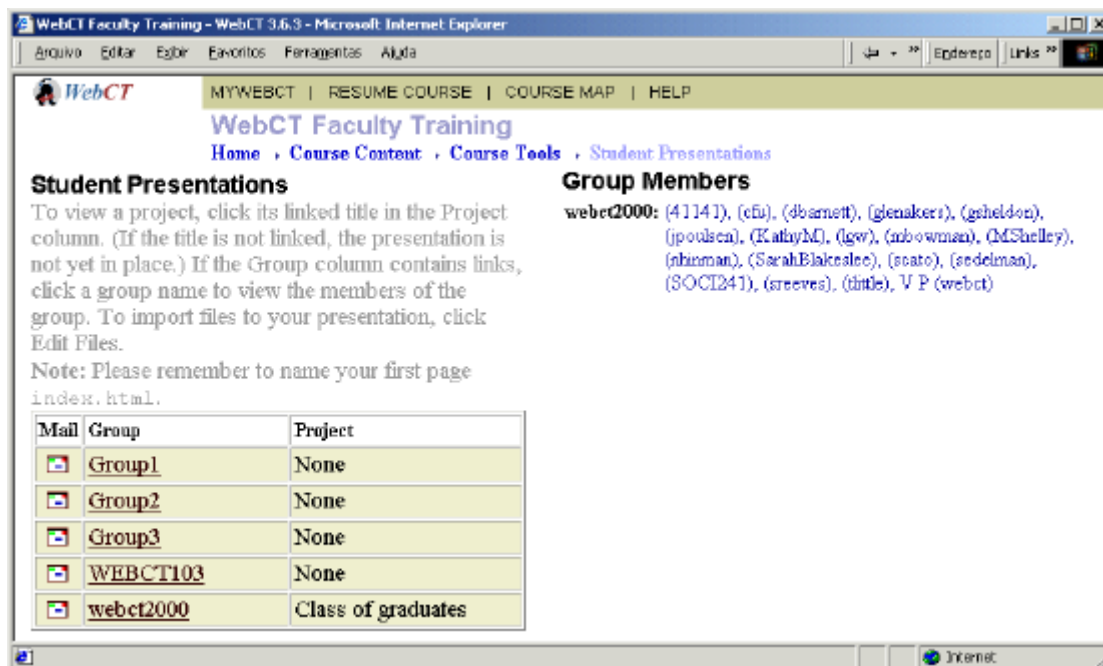 WebCT Faculty Training - WebCT 3.6.3 - Microsoft Internet Explorer
Arquivo Editar Exibir Favoritos Ferramentas Ajuda
Endereço Links »
WebCT
MYWEBCT | RESUME COURSE | COURSE MAP | HELP
WebCT Faculty Training
Home › Course Content › Course Tools › Student Presentations
Student Presentations
To view a project, click its linked title in the Project
column. (If the title is not linked, the presentation is
not yet in place.) If the Group column contains links,
click a group name to view the members of the
group. To import files to your presentation, click
Edit Files.
Note: Please remember to name your first page
index.html.
Mail Group Project
Group1 None
Group2 None
Group3 None
WEBCT103 None
webct2000 Class of graduates
Group Members
webct2000: (41141), (cfu), (dbarnett), (glenakers), (gsheldon),
(jpoulsen), (KathyM), (lgw), (mbowman), (MShelley),
(nhinman), (SarahBlakeslee), (scato), (sedelman),
(SOCI241), (sreeves), (tlittle), V P (webct)
Internet